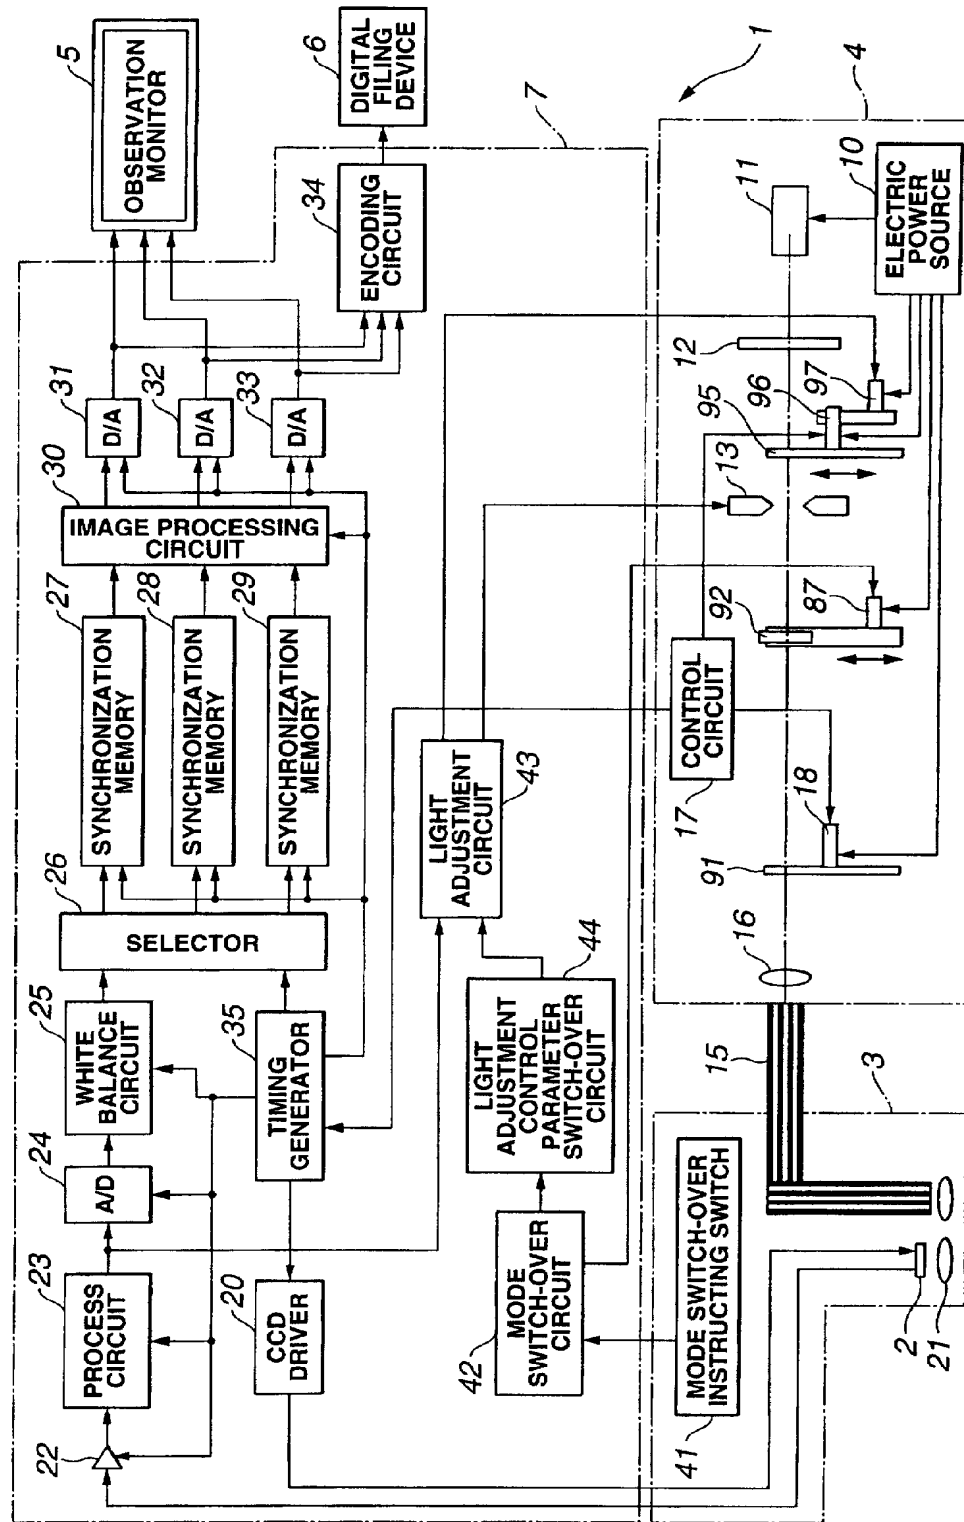 5
OBSERVATION
MONITOR
6
DIGITAL
FILING
DEVICE
7
1
4
31
D/A
32
D/A
33
D/A
34
ENCODING
CIRCUIT
30
IMAGE PROCESSING
CIRCUIT
27
SYNCHRONIZATION
MEMORY
28
SYNCHRONIZATION
MEMORY
29
SYNCHRONIZATION
MEMORY
26
SELECTOR
25
WHITE
BALANCE
CIRCUIT
24
A/D
23
PROCESS
CIRCUIT
22
35
TIMING
GENERATOR
20
CCD
DRIVER
43
LIGHT
ADJUSTMENT
CIRCUIT
44
LIGHT
ADJUSTMENT
CONTROL
PARAMETER
SWITCH-OVER
CIRCUIT
42
MODE
SWITCH-OVER
CIRCUIT
41
MODE SWITCH-OVER
INSTRUCTING SWITCH
11
10
ELECTRIC
POWER
SOURCE
12
97
96
95
13
92
87
CONTROL
CIRCUIT
17
18
91
16
15
3
2
21